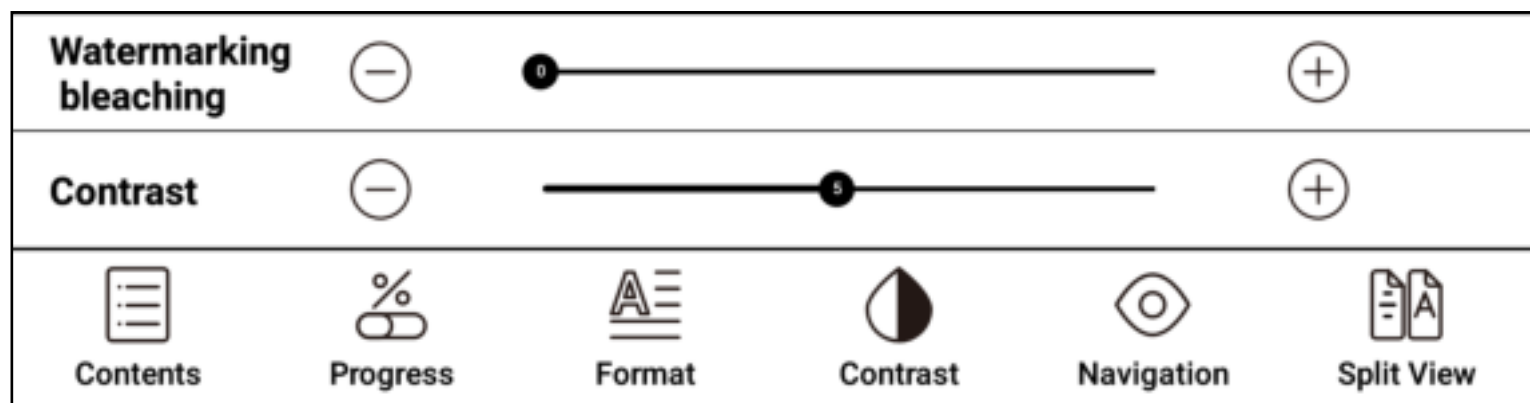 Watermarking
bleaching
0
Contrast
5
Contents
Progress
Format
Contrast
Navigation
Split View